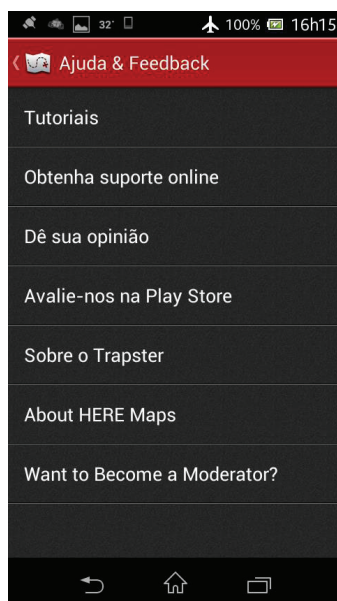 32° 100% 16h15
Ajuda & Feedback
Tutoriais
Obtenha suporte online
Dê sua opinião
Avalie-nos na Play Store
Sobre o Trapster
About HERE Maps
Want to Become a Moderator?